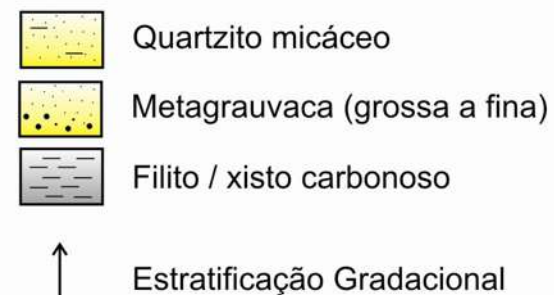 Quartzito micáceo
Metagrauvaca (grossa a fina)
Filito / xisto carbonoso
Estratificação Gradacional